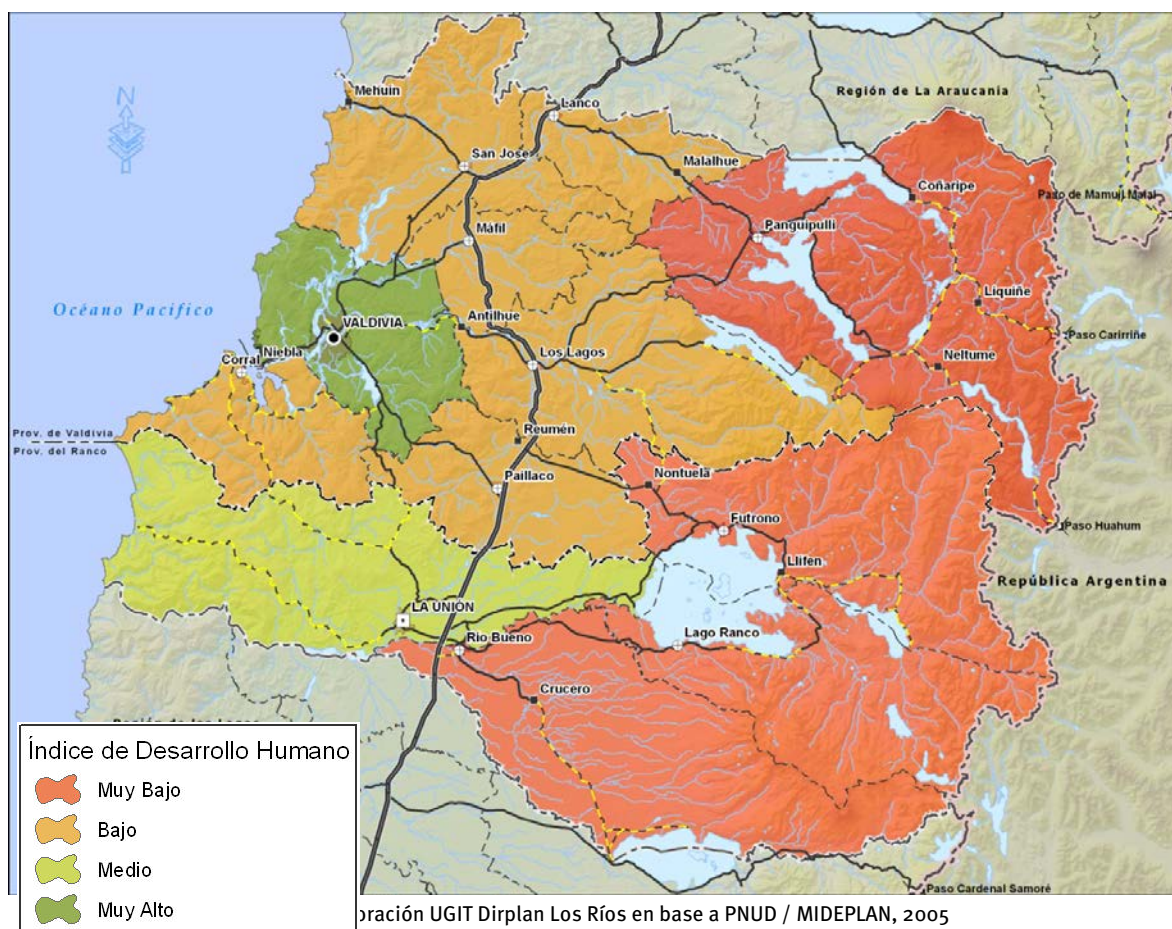 Región de La Araucania
Mehuin
Lanco
San José
Malalhue
Coñaripe
Paso de Mamuil Malal
Panguipulli
Máfil
Océano Pacífico
Liquiñe
VALDIVIA
Antilhue
Paso Carirriñe
Corral
Niebla
Los Lagos
Neltume
Prov. de Valdivia
Prov. del Ranco
Reumén
Paillaco
Nontuelá
Futrono
Paso Huahum
Llifen
República Argentina
LA UNIÓN
Lago Ranco
Rio Bueno
Crucero
Índice de Desarrollo Humano
Muy Bajo
Bajo
Medio
Muy Alto
Paso Cardenal Samoré
oración UGIT Dirplan Los Ríos en base a PNUD / MIDEPLAN, 2005